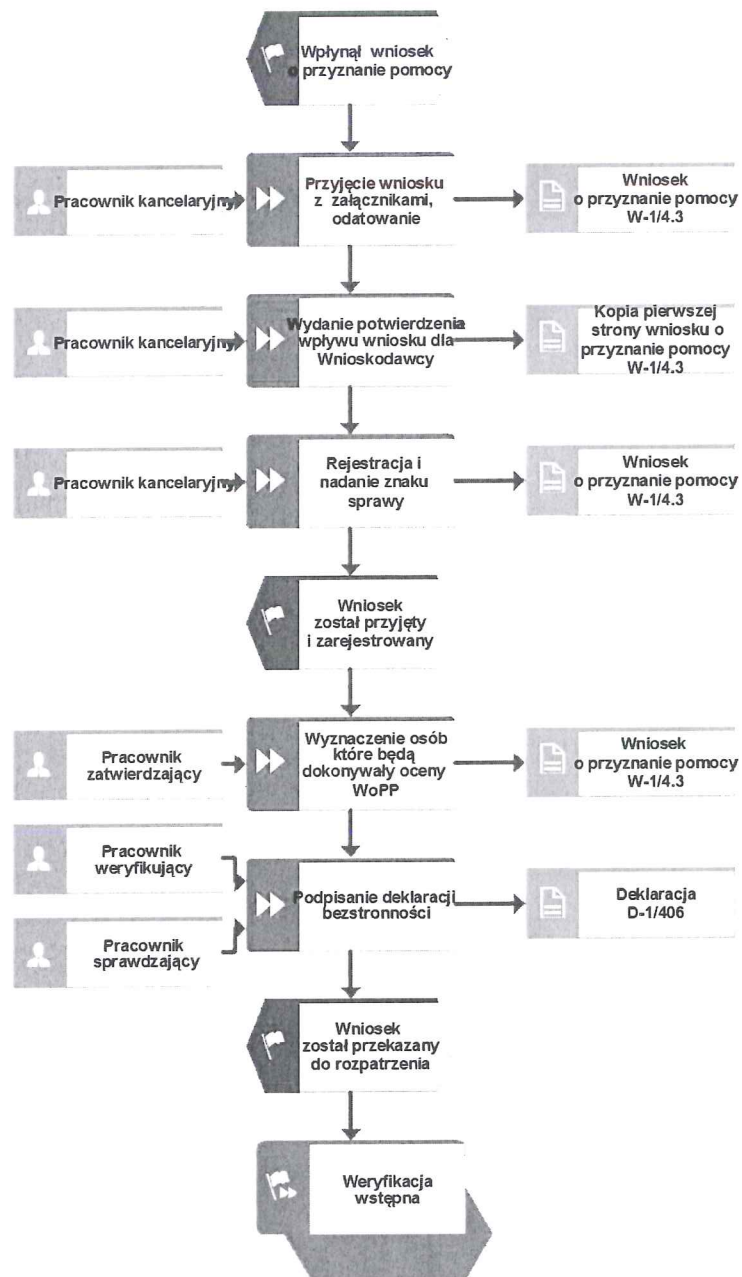 Wpłynął wniosek
o przyznanie pomocy
Pracownik kancelaryjny
Przyjęcie wniosku
z załącznikami,
odatowanie
Wniosek
o przyznanie pomocy
W-1/4.3
Pracownik kancelaryjny
Wydanie potwierdzenia
wpływu wniosku dla
Wnioskodawcy
Kopia pierwszej
strony wniosku o
przyznanie pomocy
W-1/4.3
Pracownik kancelaryjny
Rejestracja i
nadanie znaku
sprawy
Wniosek
o przyznanie pomocy
W-1/4.3
Wniosek
został przyjęty
i zarejestrowany
Pracownik
zatwierdzający
Wyznaczenie osób
które będą
dokonywały oceny
WoPP
Wniosek
o przyznanie pomocy
W-1/4.3
Pracownik
weryfikujący
Pracownik
sprawdzający
Podpisanie deklaracji
bezstronności
Deklaracja
D-1/406
Wniosek
został przekazany
do rozpatrzenia
Weryfikacja
wstępna